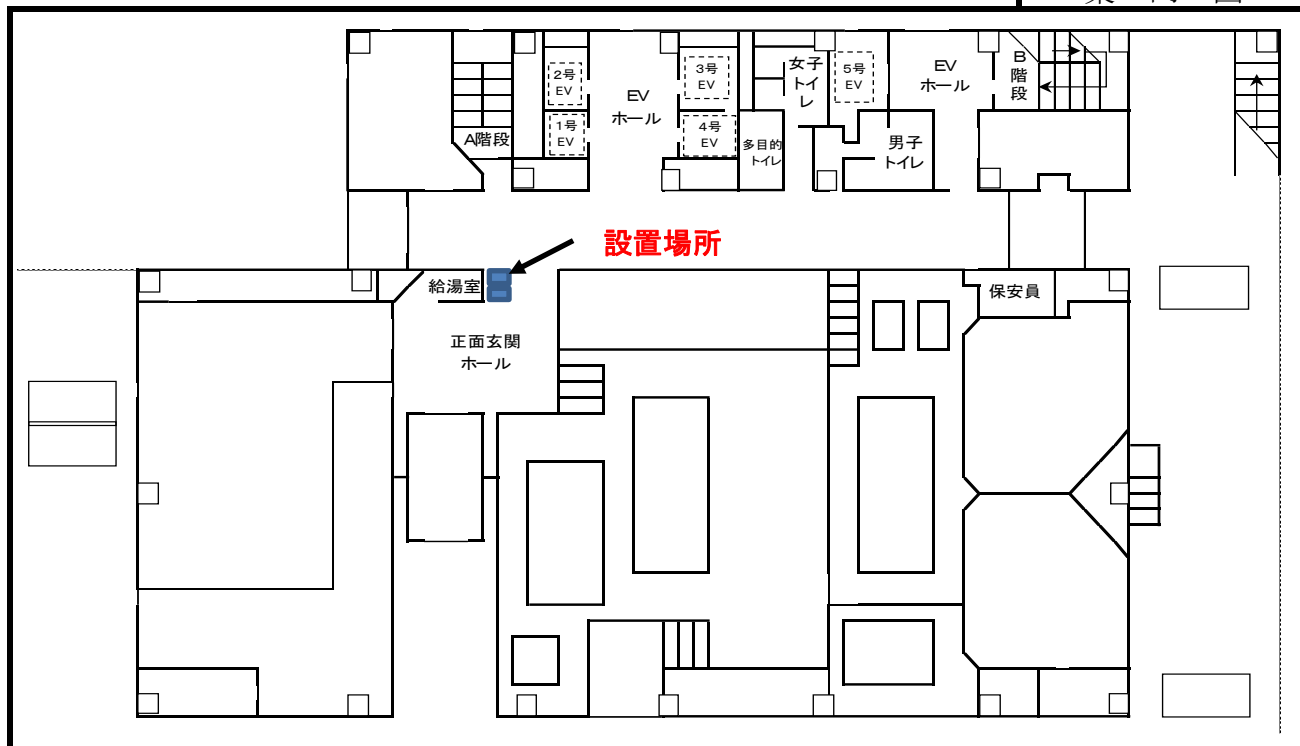 案内図
2号
EV
1号
EV
A階段
EV
ホール
3号
EV
4号
EV
女子
トイ
レ
多目的
トイレ
5号
EV
男子
トイレ
EV
ホール
B
階
段
設置場所
給湯室
正面玄関
ホール
保安員